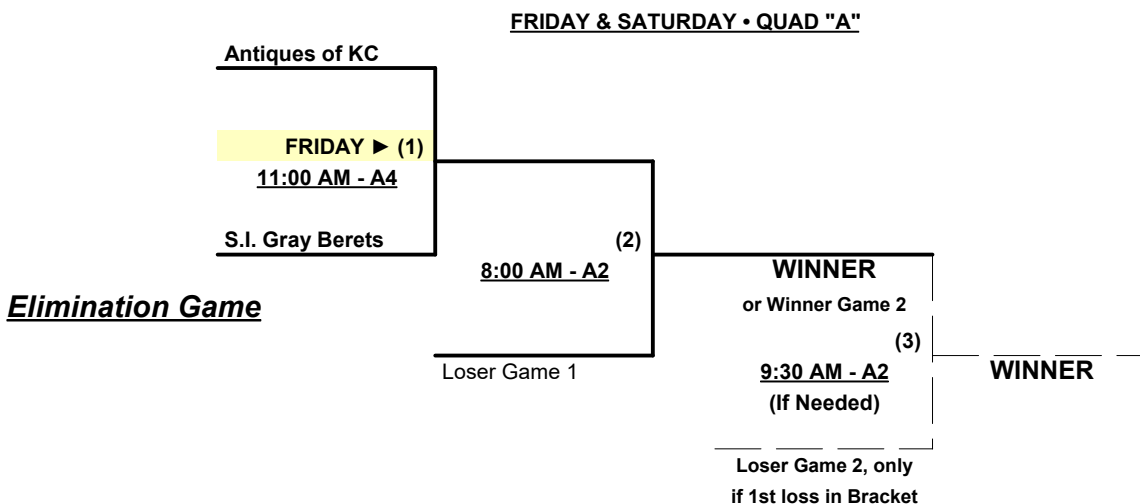 FRIDAY & SATURDAY • QUAD "A"
Antiques of KC
FRIDAY ► (1)
11:00 AM - A4
S.I. Gray Berets
(2)
8:00 AM - A2
WINNER
or Winner Game 2
Elimination Game
(3)
Loser Game 1
9:30 AM - A2
WINNER
(If Needed)
Loser Game 2, only
if 1st loss in Bracket